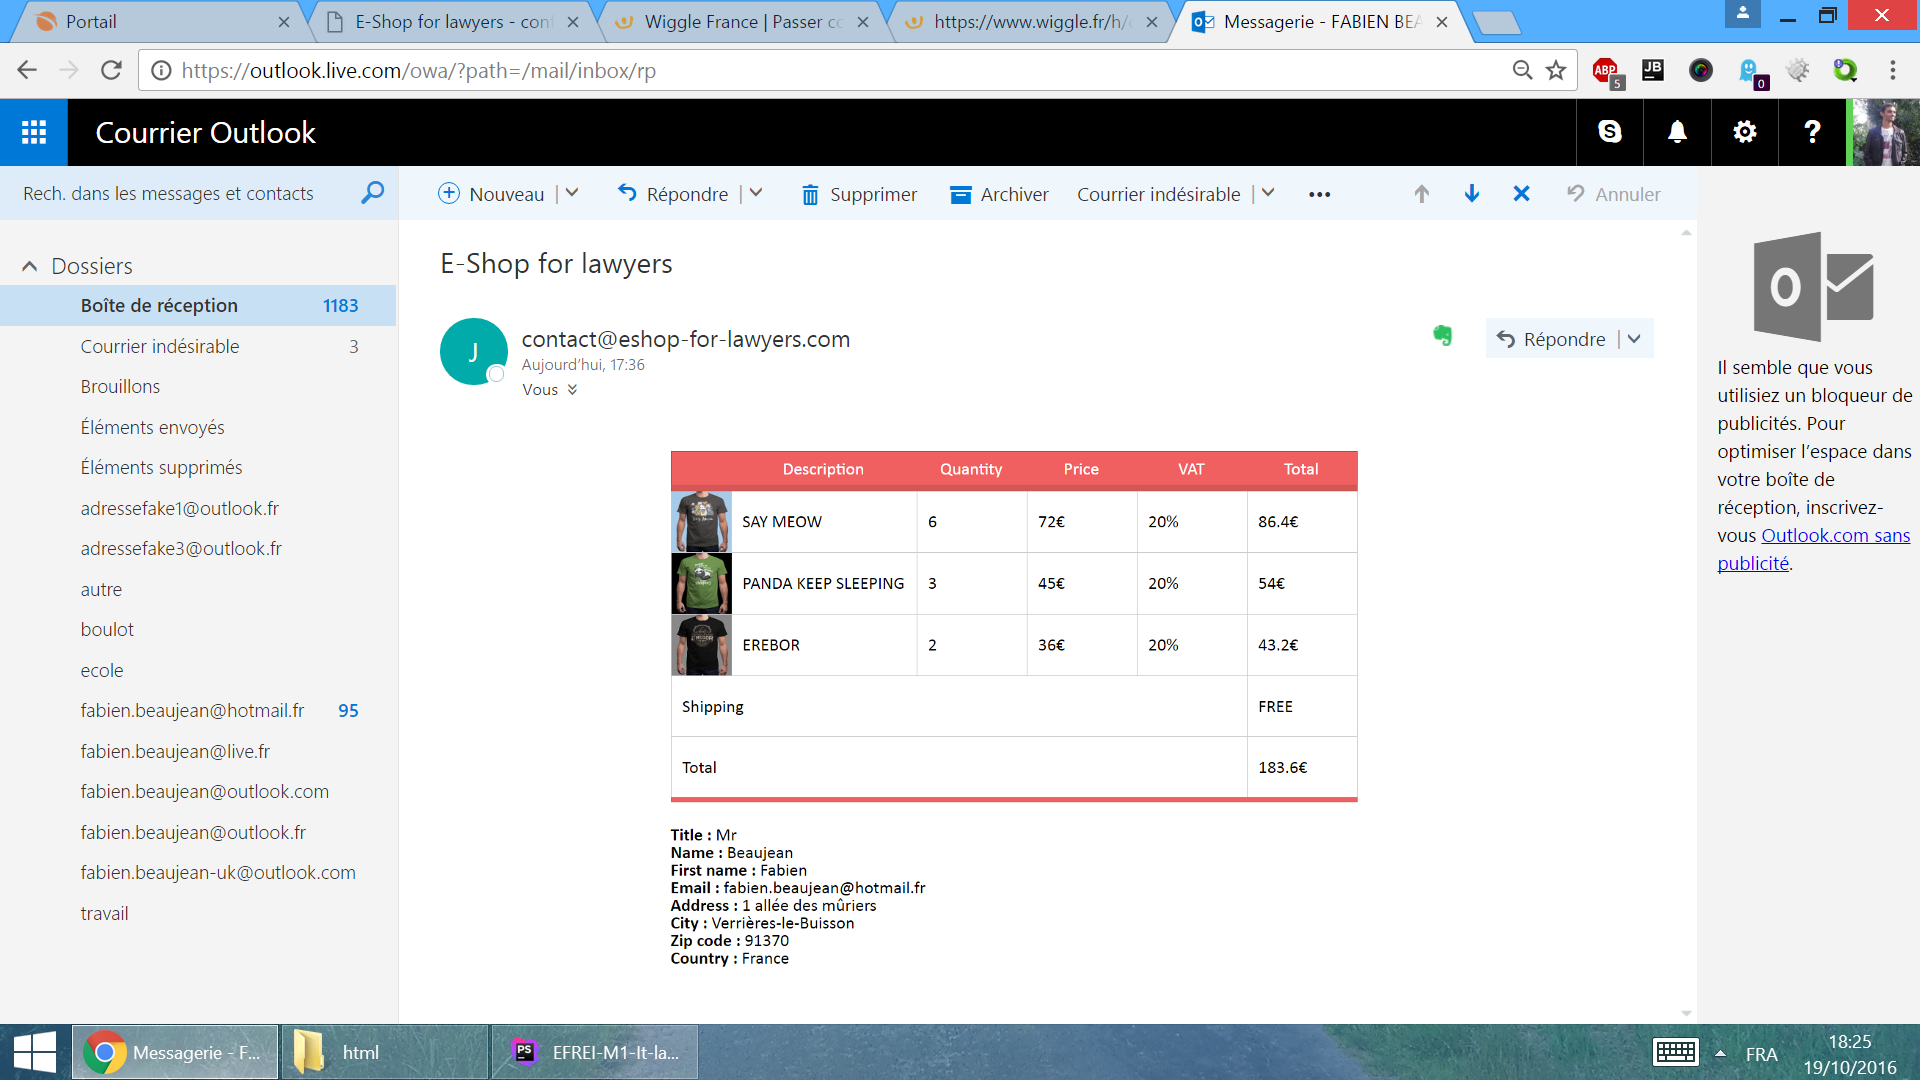 Portail
E-Shop for lawyers - con
Wiggle France | Passer c
https://www.wiggle.fr/h/
Messagerie - FABIEN BEA
https://outlook.live.com/owa/?path=/mail/inbox/rp
ABP
5
JB
0
Courrier Outlook
?
Rech. dans les messages et contacts
Nouveau
Répondre
Supprimer
Archiver
Courrier indésirable
Annuler
Dossiers
Boîte de réception 1183
Courrier indésirable 3
Brouillons
Éléments envoyés
Éléments supprimés
adressefake1@outlook.fr
adressefake3@outlook.fr
autre
boulot
ecole
fabien.beaujean@hotmail.fr 95
fabien.beaujean@live.fr
fabien.beaujean@outlook.com
fabien.beaujean@outlook.fr
fabien.beaujean-uk@outlook.com
travail
E-Shop for lawyers
J
contact@eshop-for-lawyers.com
Aujourd'hui, 17:36
Vous
Répondre
Description Quantity Price VAT Total
SAY MEOW 6 72€ 20% 86.4€
PANDA KEEP SLEEPING 3 45€ 20% 54€
EREBOR 2 36€ 20% 43.2€
Shipping FREE
Total 183.6€
Title : Mr
Name : Beaujean
First name : Fabien
Email : fabien.beaujean@hotmail.fr
Address : 1 allée des mûriers
City : Verrières-le-Buisson
Zip code : 91370
Country : France
Il semble que vous
utilisiez un bloqueur de
publicités. Pour
optimiser l'espace dans
votre boîte de
réception, inscrivez-
vous Outlook.com sans
publicité.
Messagerie - F...
html
PS
EFREI-M1-It-la...
FRA
18:25
19/10/2016